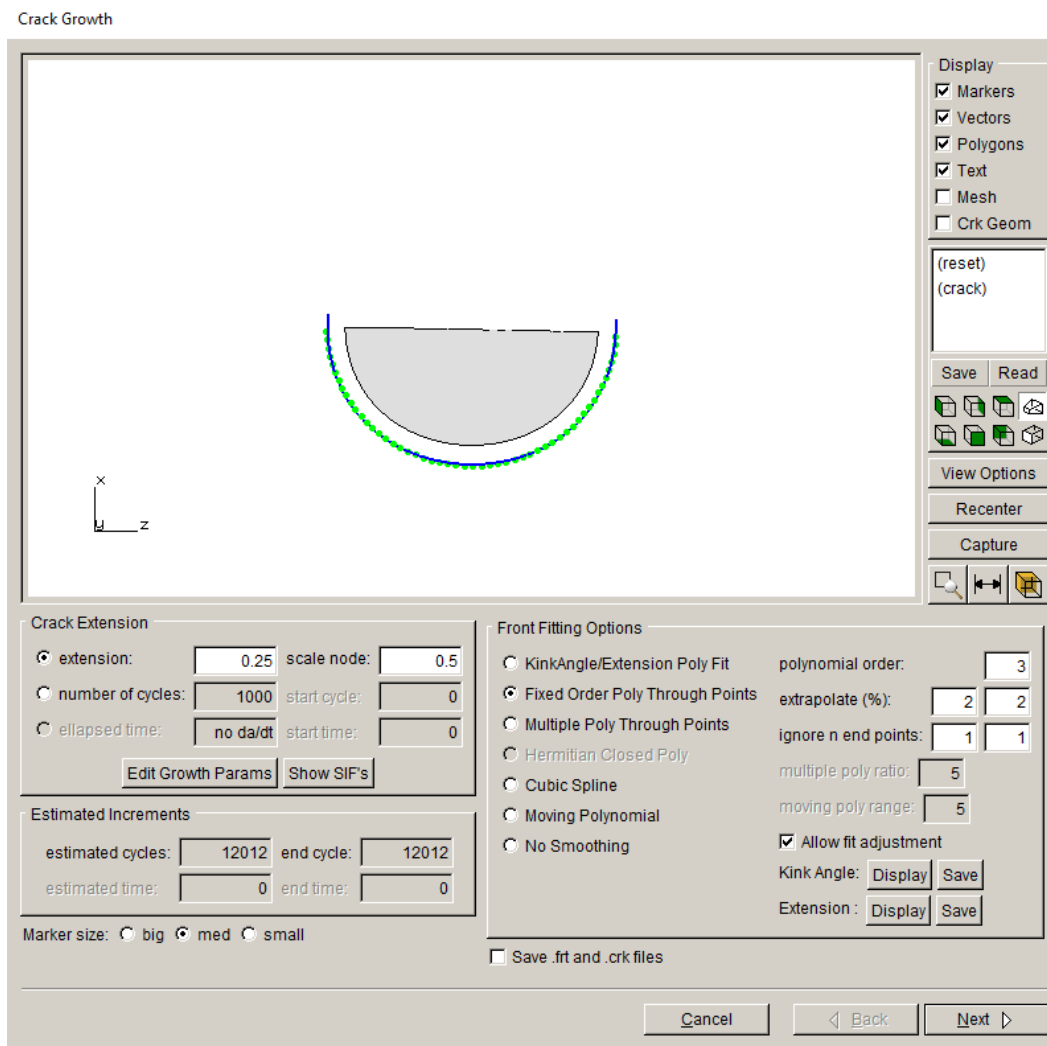 Crack Growth
x
y
z
Display
Markers
Vectors
Polygons
Text
Mesh
Crk Geom
(reset)
(crack)
Save Read
View Options
Recenter
Capture
Crack Extension
extension: 0.25 scale node: 0.5
number of cycles: 1000 start cycle: 0
ellapsed time: no da/dt start time: 0
Edit Growth Params Show SIF's
Estimated Increments
estimated cycles: 12012 end cycle: 12012
estimated time: 0 end time: 0
Marker size: big med small
Front Fitting Options
KinkAngle/Extension Poly Fit
Fixed Order Poly Through Points
Multiple Poly Through Points
Hermitian Closed Poly
Cubic Spline
Moving Polynomial
No Smoothing
polynomial order: 3
extrapolate (%): 2 2
ignore n end points: 1 1
multiple poly ratio: 5
moving poly range: 5
Allow fit adjustment
Kink Angle: Display Save
Extension : Display Save
Save .frt and .crk files
Cancel Back Next